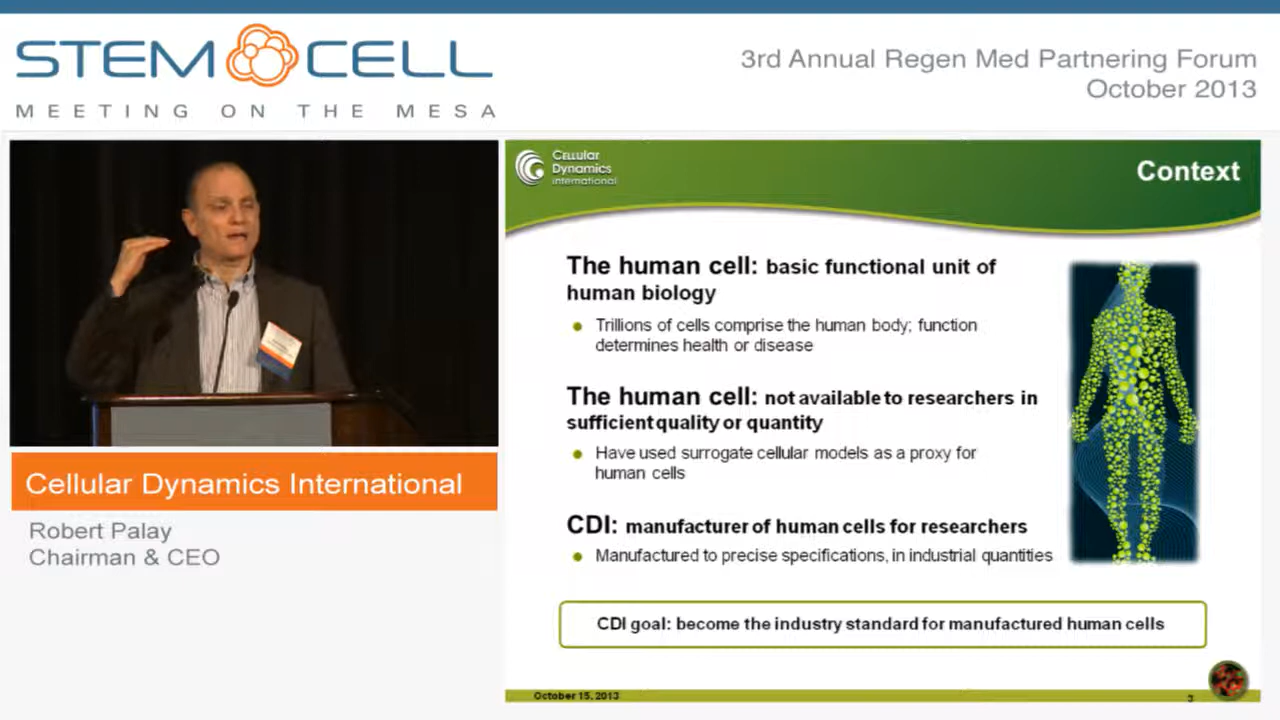 STEM CELL
MEETING ON THE MESA
3rd Annual Regen Med Partnering Forum
October 2013
Cellular Dynamics International
Robert Palay
Chairman & CEO
Cellular
Dynamics
international
Context
The human cell: basic functional unit of
human biology
Trillions of cells comprise the human body; function
determines health or disease
The human cell: not available to researchers in
sufficient quality or quantity
Have used surrogate cellular models as a proxy for
human cells
CDI: manufacturer of human cells for researchers
Manufactured to precise specifications, in industrial quantities
CDI goal: become the industry standard for manufactured human cells
October 15, 2013
3